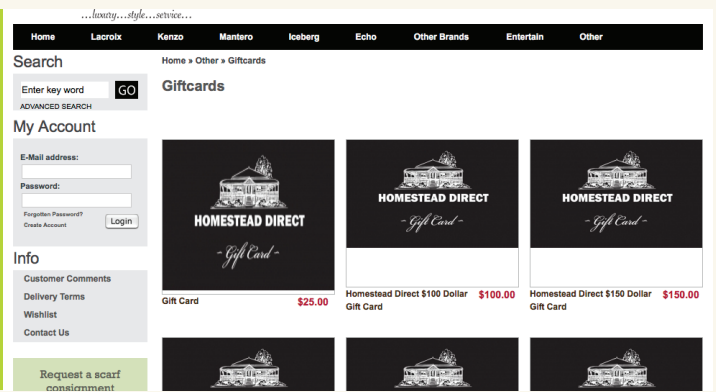 ...luxury...style...service...
Home Lacroix Kenzo Mantero Iceberg Echo Other Brands Entertain Other
Search
Enter key word GO
ADVANCED SEARCH
My Account
E-Mail address:
Password:
Forgotten Password?
Create Account
Login
Info
Customer Comments
Delivery Terms
Wishlist
Contact Us
Request a scarf
consignment
Home » Other » Giftcards
Giftcards
HOMESTEAD DIRECT
- Gift Card -
Gift Card $25.00
HOMESTEAD DIRECT
- Gift Card -
Homestead Direct $100 Dollar $100.00
Gift Card
HOMESTEAD DIRECT
- Gift Card -
Homestead Direct $150 Dollar $150.00
Gift Card